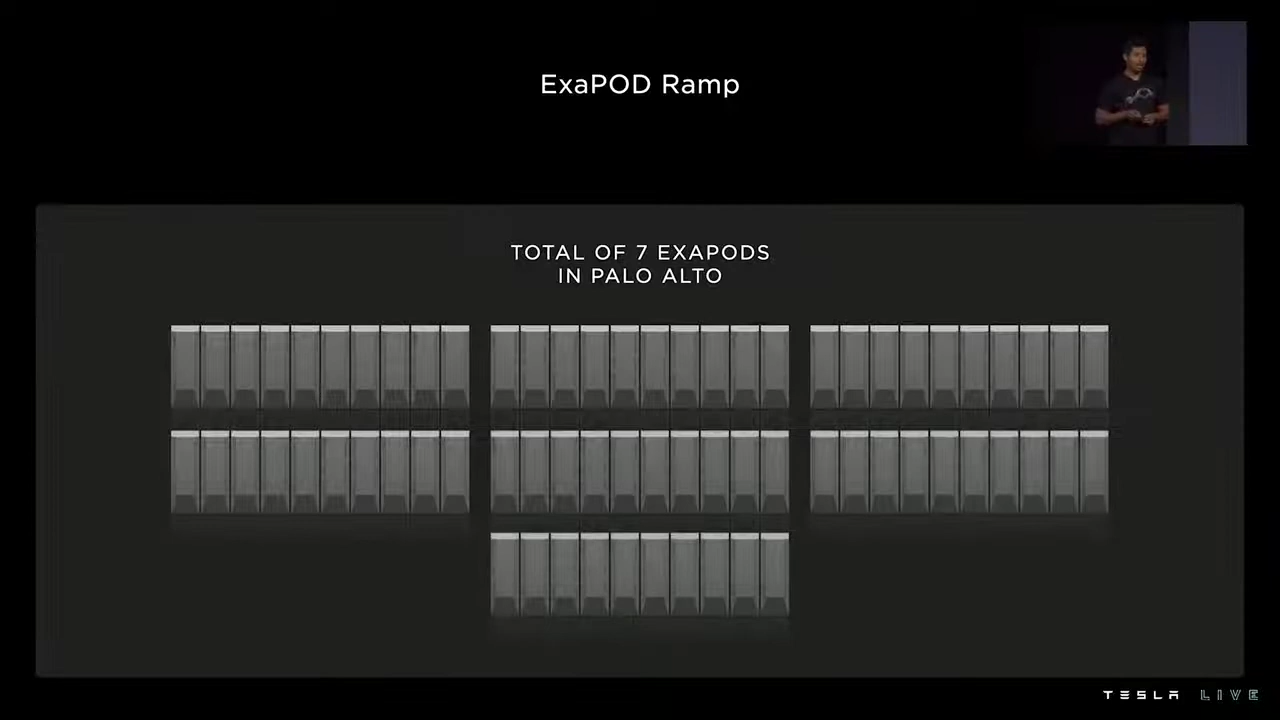 ExaPOD Ramp
TOTAL OF 7 EXAPODS
IN PALO ALTO
TESLA LIVE